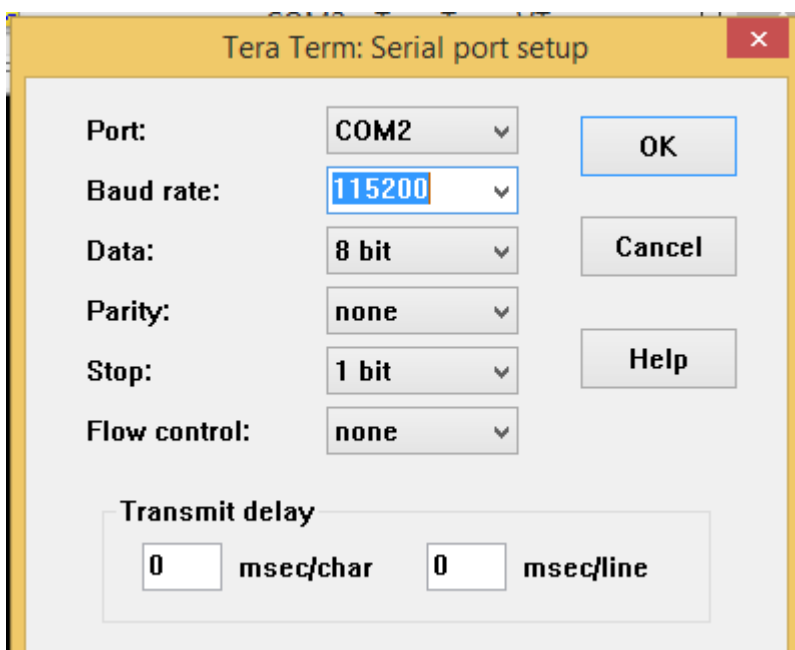 Tera Term: Serial port setup
Port: COM2
OK
Baud rate: 115200
Data: 8 bit
Cancel
Parity: none
Stop: 1 bit
Help
Flow control: none
Transmit delay
0 msec/char 0 msec/line